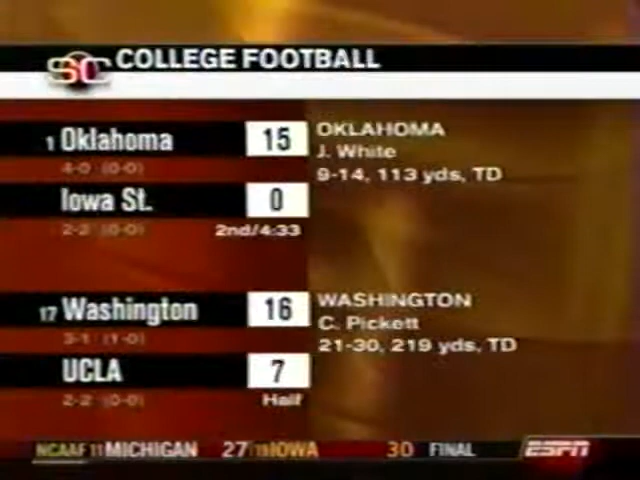 SC COLLEGE FOOTBALL
1 Oklahoma 15
4-0 (0-0)
Iowa St. 0
2-2 (0-0) 2nd/4:33
OKLAHOMA
J. White
9-14, 113 yds, TD
17 Washington 16
3-1 (1-0)
UCLA 7
2-2 (0-0) Half
WASHINGTON
C. Pickett
21-30, 219 yds, TD
NCAAF 11 MICHIGAN 27 19 IOWA 30 FINAL ESPN